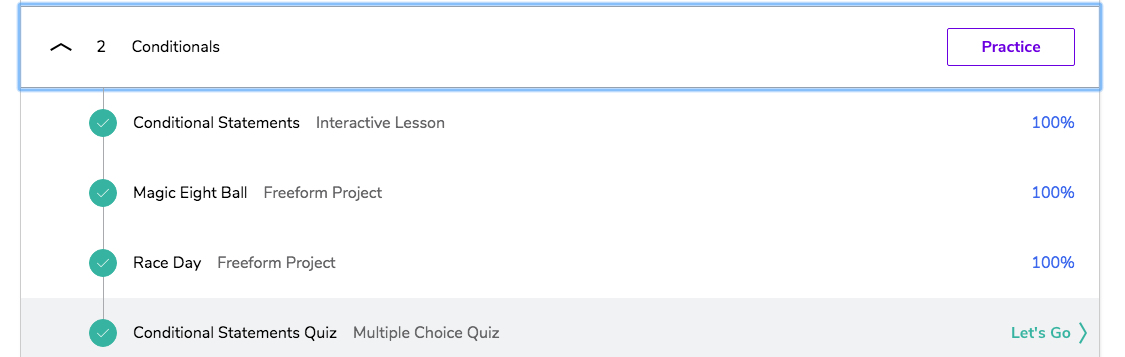 2 Conditionals Practice
Conditional Statements Interactive Lesson 100%
Magic Eight Ball Freeform Project 100%
Race Day Freeform Project 100%
Conditional Statements Quiz Multiple Choice Quiz Let's Go